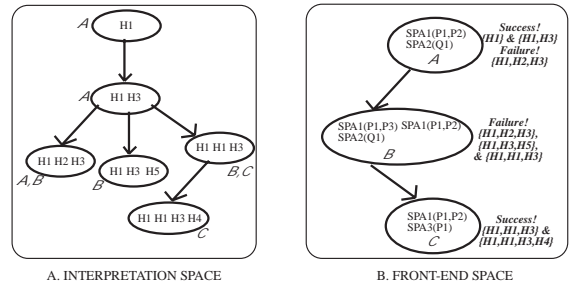 A
H1
A
H1 H3
H1 H2 H3
A,B
H1 H3 H5
B
H1 H1 H3
B,C
H1 H1 H3 H4
C
A. INTERPRETATION SPACE
SPA1(P1,P2)
SPA2(Q1)
A
Success!
{H1} & {H1,H3}
Failure!
{H1,H2,H3}
SPA1(P1,P3) SPA1(P1,P2)
SPA2(Q1)
B
Failure!
{H1,H2,H3},
{H1,H3,H5},
& {H1,H1,H3}
SPA1(P1,P2)
SPA3(P1)
C
Success!
{H1,H1,H3} &
{H1,H1,H3,H4}
B. FRONT-END SPACE